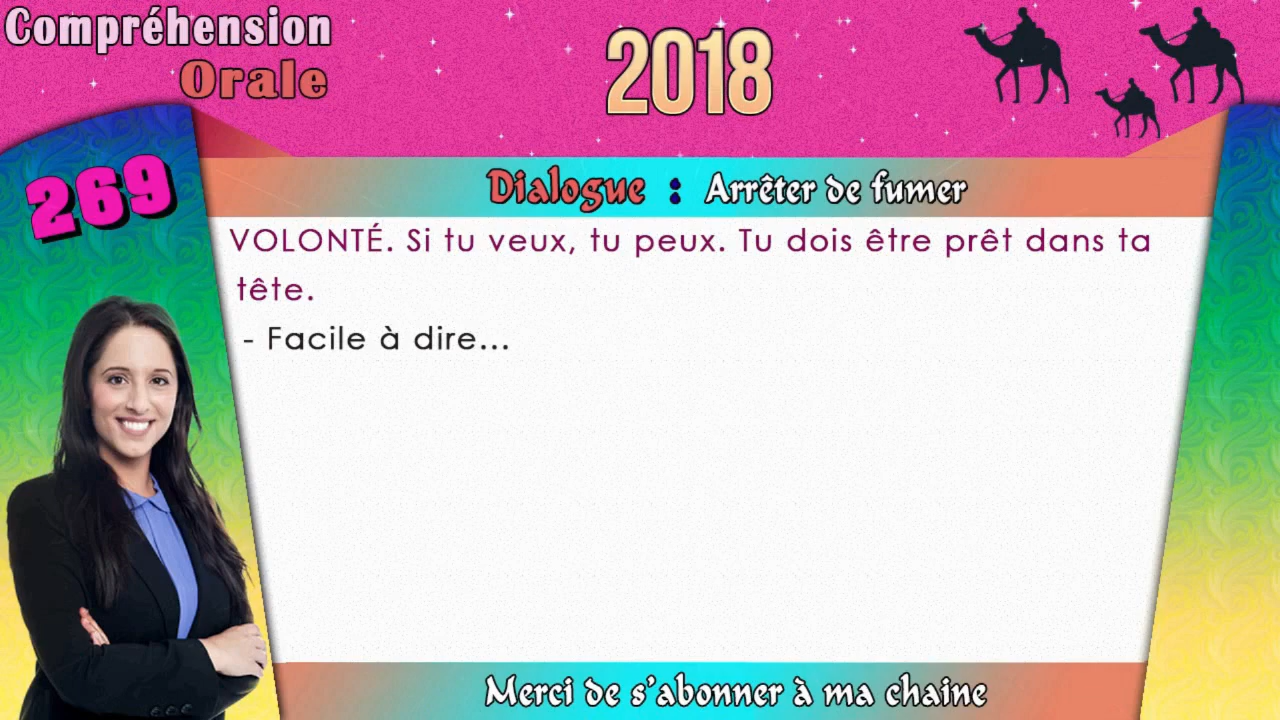 Compréhension
Orale
2018
269
Dialogue : Arrêter de fumer
VOLONTÉ. Si tu veux, tu peux. Tu dois être prêt dans ta
tête.
- Facile à dire...
Merci de s'abonner à ma chaine